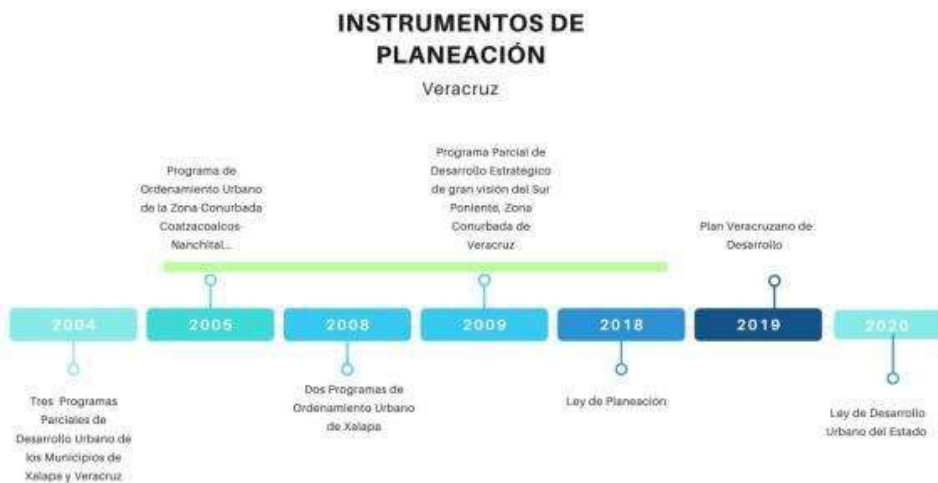 INSTRUMENTOS DE
PLANEACIÓN
Veracruz
Programa de
Ordenamiento Urbano
de la Zona Conurbada
Coatzacoalcos-
Nanchital...
Programa Parcial de
Desarrollo Estratégico
de gran visión del Sur
Poniente, Zona
Conurbada de
Veracruz
Plan Veracruzano de
Desarrollo
2004
2005
2008
2009
2018
2019
2020
Tres Programas
Parciales de
Desarrollo Urbano de
los Municipios de
Xalapa y Veracruz
Dos Programas de
Ordenamiento Urbano
de Xalapa
Ley de Planeación
Ley de Desarrollo
Urbano del Estado